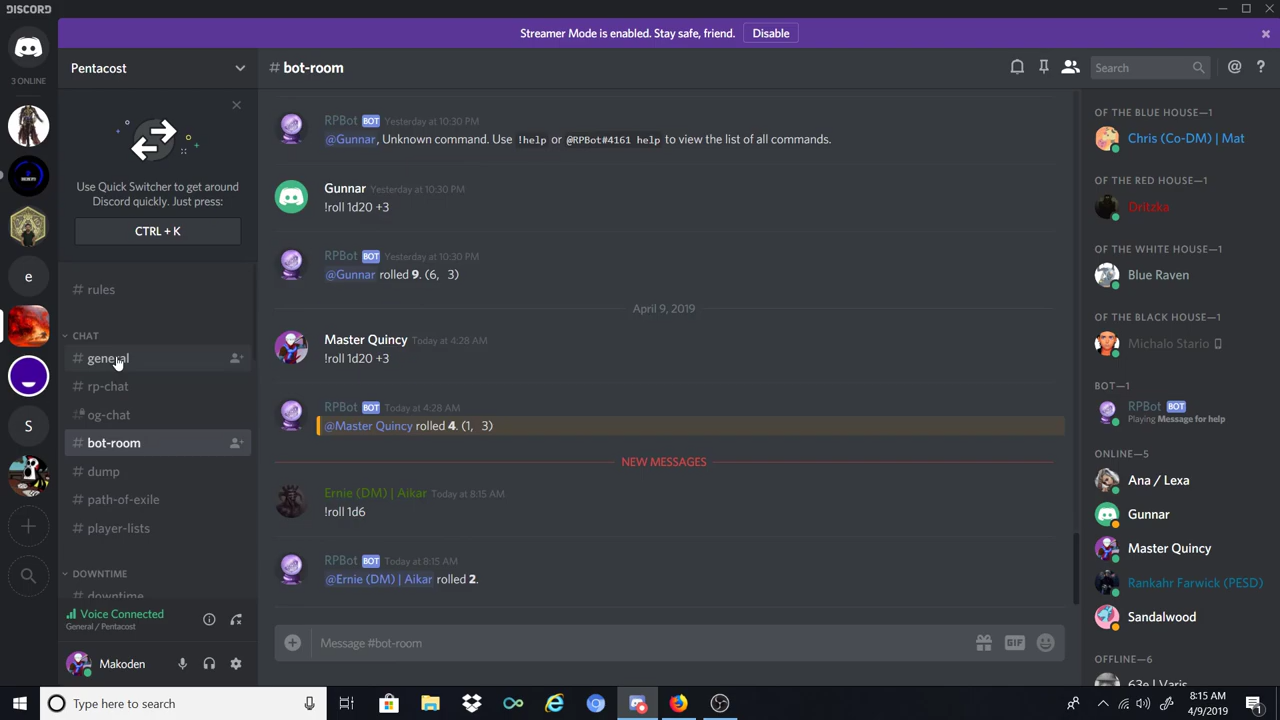 DISCORD
Streamer Mode is enabled. Stay safe, friend.
Disable
3 ONLINE
Pentacost
Use Quick Switcher to get around
Discord quickly. Just press:
CTRL + K
# rules
CHAT
# general
# rp-chat
# og-chat
# bot-room
# dump
# path-of-exile
# player-lists
DOWNTIME
# downtime
Voice Connected
General / Pentacost
Makoden
e
S
# bot-room
Search
RPBot BOT Yesterday at 10:30 PM
@Gunnar, Unknown command. Use !help or @RPBot#4161 help to view the list of all commands.
Gunnar Yesterday at 10:30 PM
!roll 1d20 +3
RPBot BOT Yesterday at 10:30 PM
@Gunnar rolled 9. (6, 3)
April 9, 2019
Master Quincy Today at 4:28 AM
!roll 1d20 +3
RPBot BOT Today at 4:28 AM
@Master Quincy rolled 4. (1, 3)
NEW MESSAGES
Ernie (DM) | Aikar Today at 8:15 AM
!roll 1d6
RPBot BOT Today at 8:15 AM
@Ernie (DM) | Aikar rolled 2.
Message #bot-room
GIF
OF THE BLUE HOUSE—1
Chris (Co-DM) | Mat
OF THE RED HOUSE—1
Dritzka
OF THE WHITE HOUSE—1
Blue Raven
OF THE BLACK HOUSE—1
Michalo Stario
BOT—1
RPBot BOT
Playing Message for help
ONLINE—5
Ana / Lexa
Gunnar
Master Quincy
Rankahr Farwick (PESD)
Sandalwood
OFFLINE—6
Type here to search
8:15 AM
4/9/2019
1